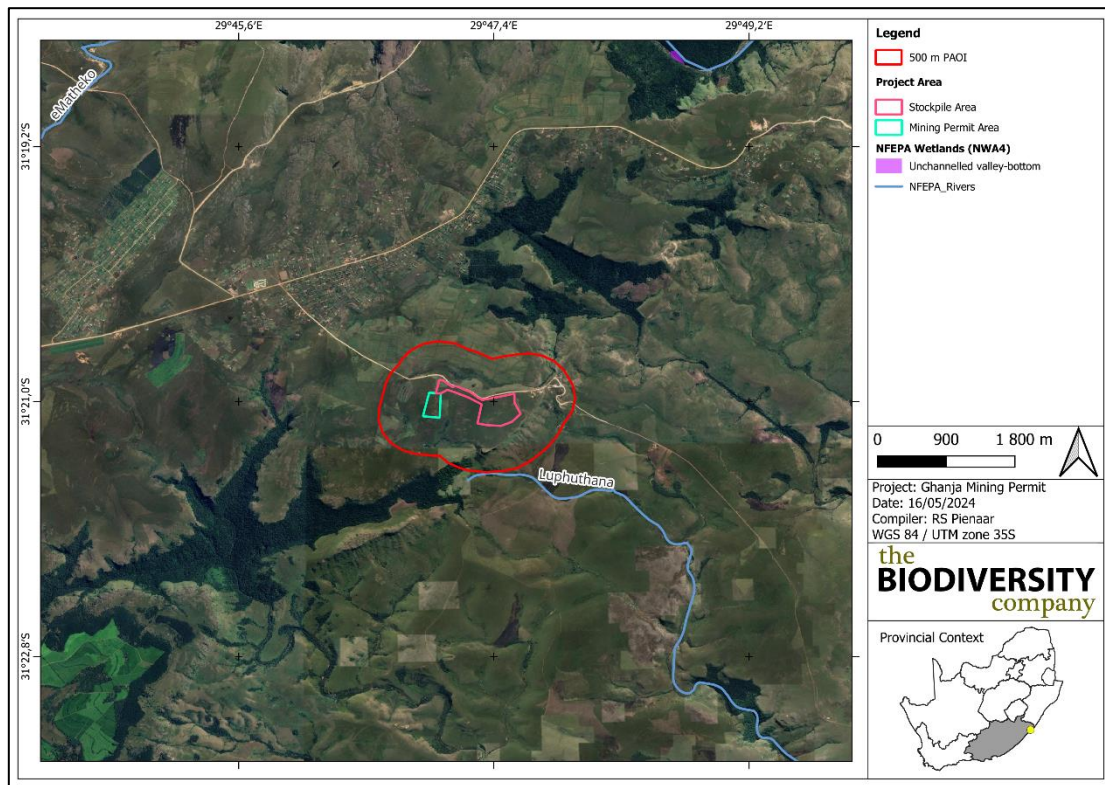 29°45,6'E
29°47,4'E
29°49,2'E
31°19,2'S
31°21,0'S
31°22,8'S
eMatheko
Luphuthana
Legend
500 m PAOI
Project Area
Stockpile Area
Mining Permit Area
NFEPA Wetlands (NWA4)
Unchannelled valley-bottom
NFEPA_Rivers
0 900 1 800 m
Project: Ghanja Mining Permit
Date: 16/05/2024
Compiler: RS Pienaar
WGS 84 / UTM zone 35S
the
BIODIVERSITY
company
Provincial Context